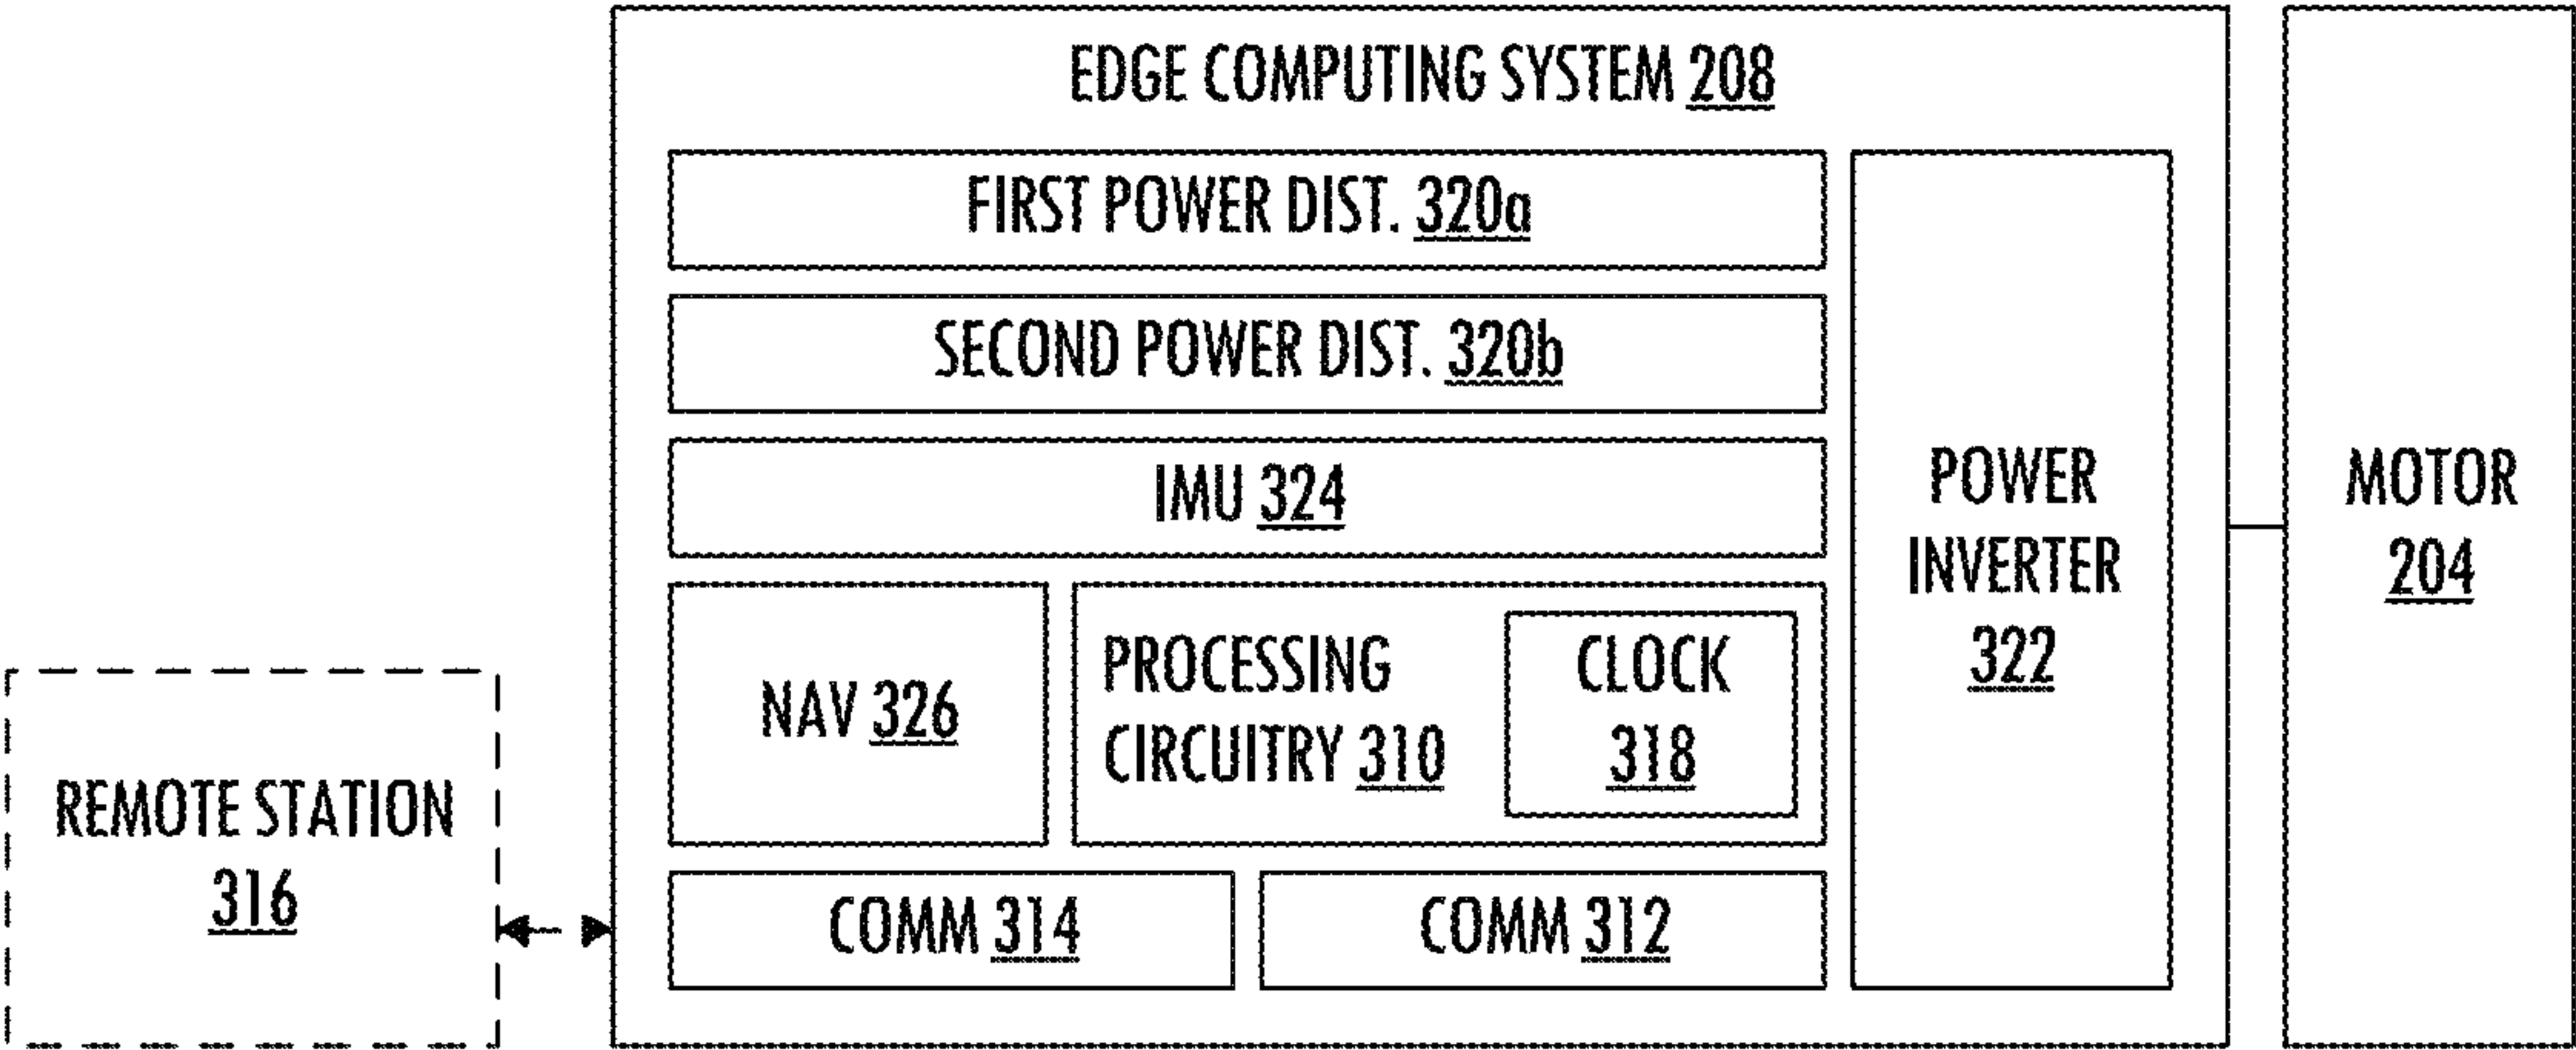 EDGE COMPUTING SYSTEM 208
FIRST POWER DIST. 320a
SECOND POWER DIST. 320b
IMU 324
NAV 326
PROCESSING
CIRCUITRY 310
CLOCK
318
COMM 314
COMM 312
POWER
INVERTER
322
MOTOR
204
REMOTE STATION
316